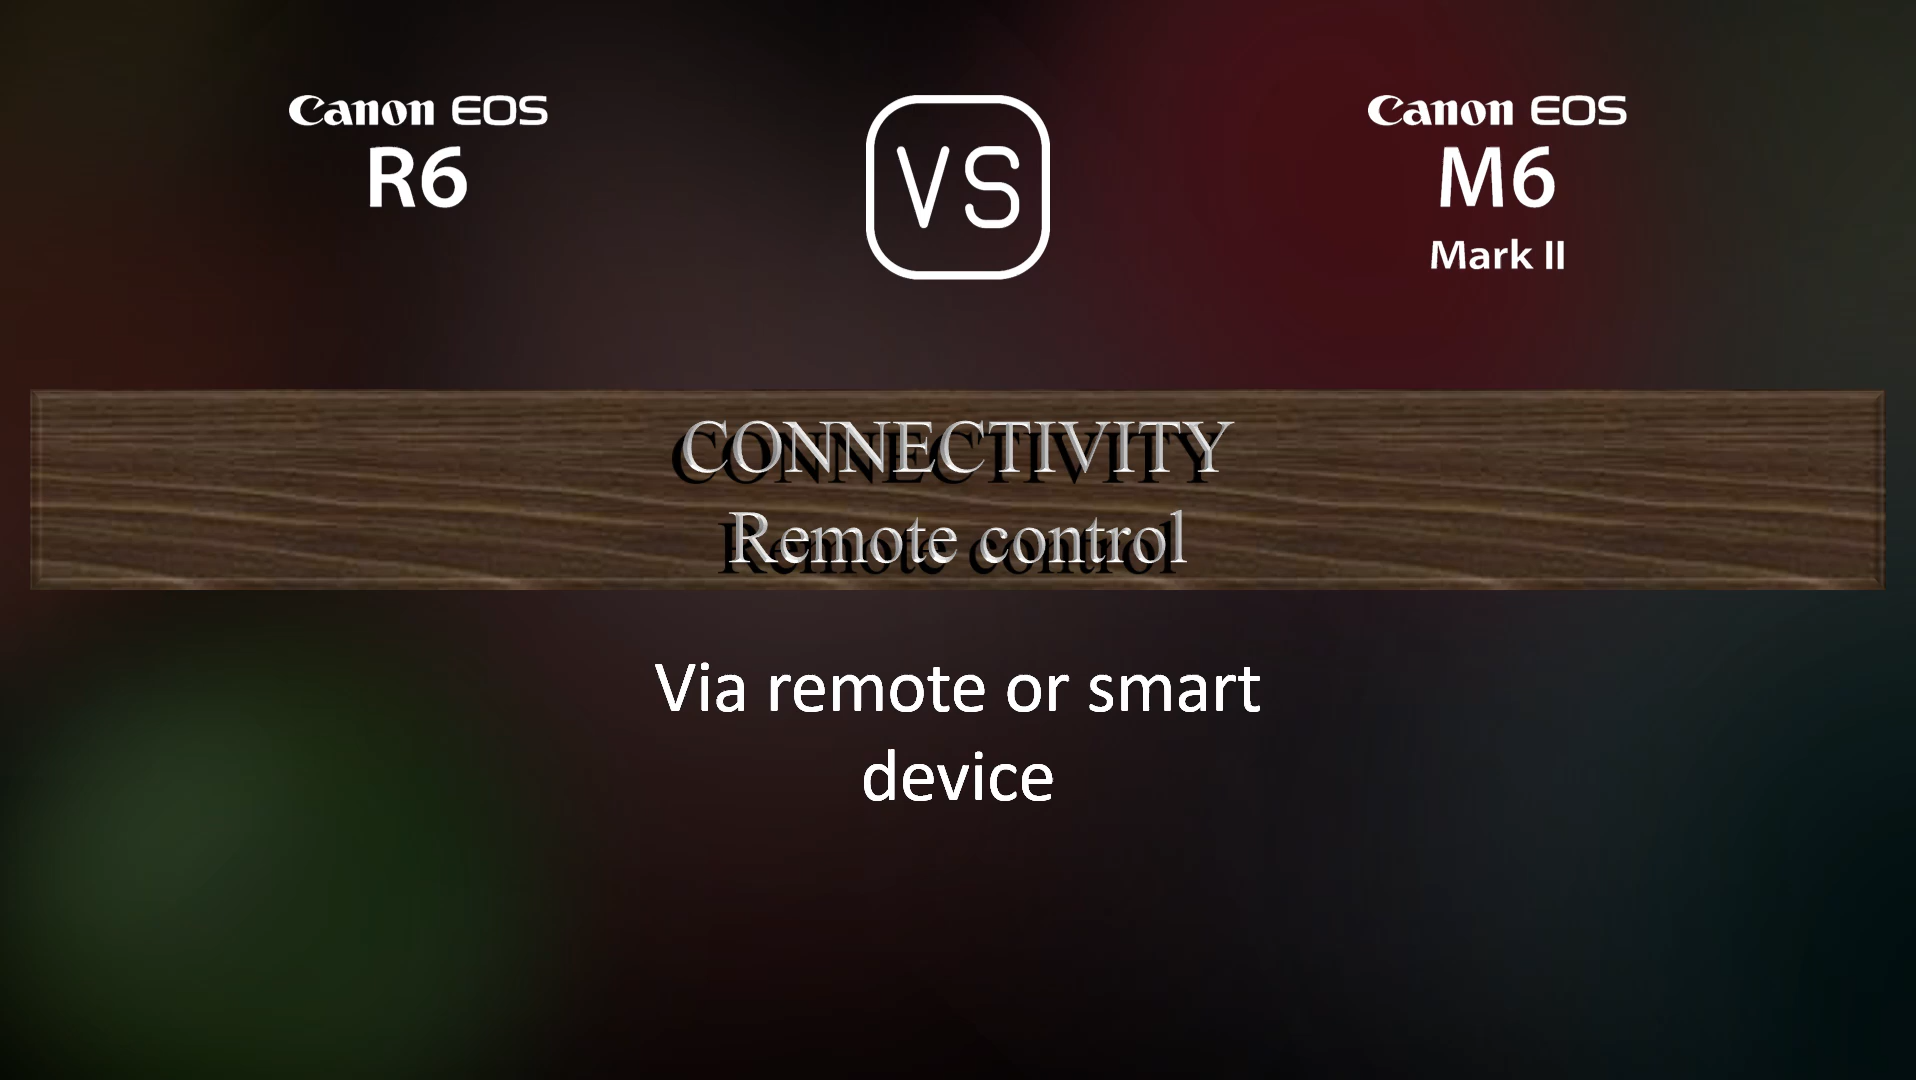 Canon EOS
R6
VS
Canon EOS
M6
Mark II
CONNECTIVITY
Remote control
Via remote or smart
device